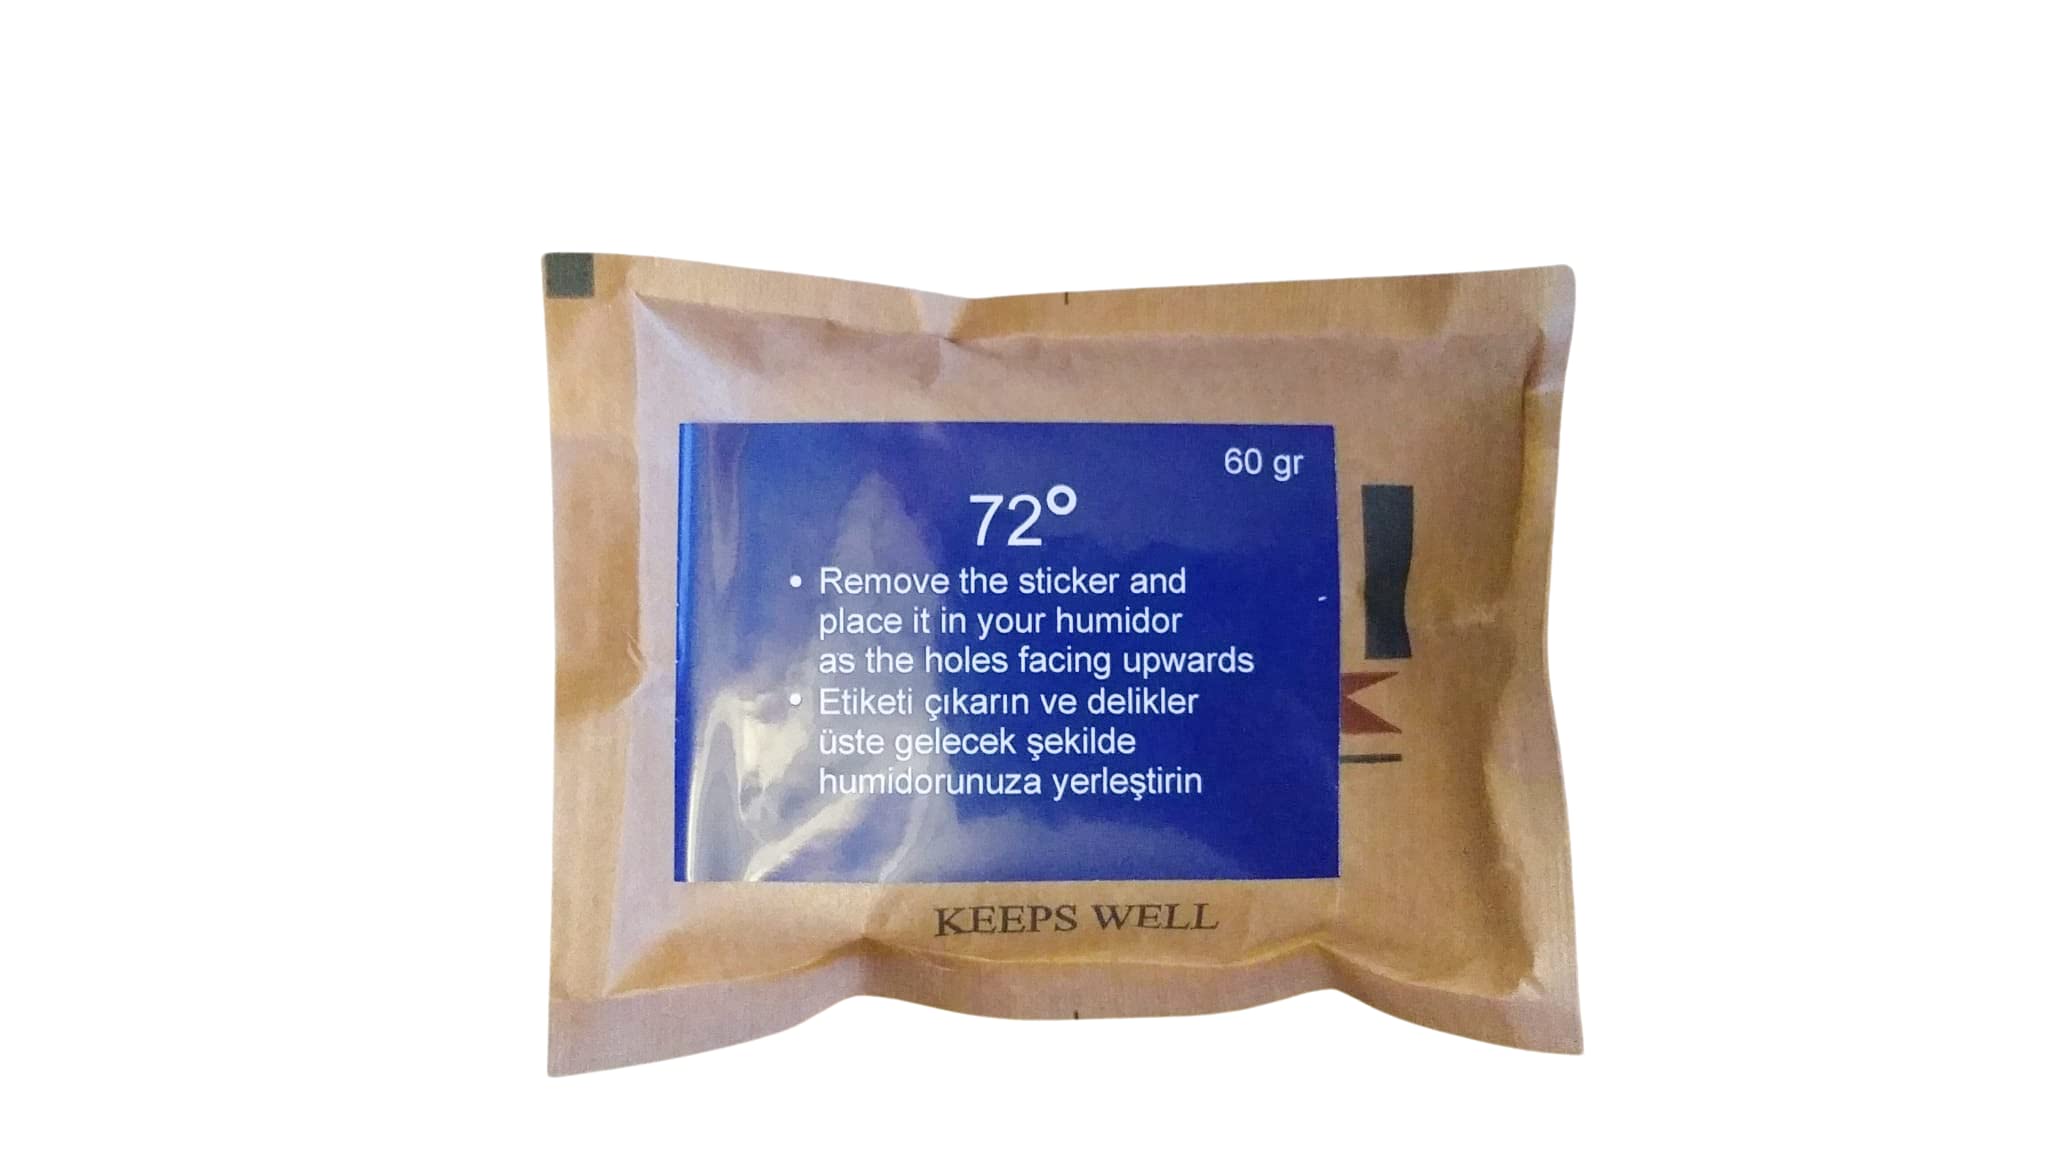 60 gr
72°
• Remove the sticker and
place it in your humidor
as the holes facing upwards
• Etiketi çıkarın ve delikler
üste gelecek şekilde
humidorunuza yerleştirin
KEEPS WELL